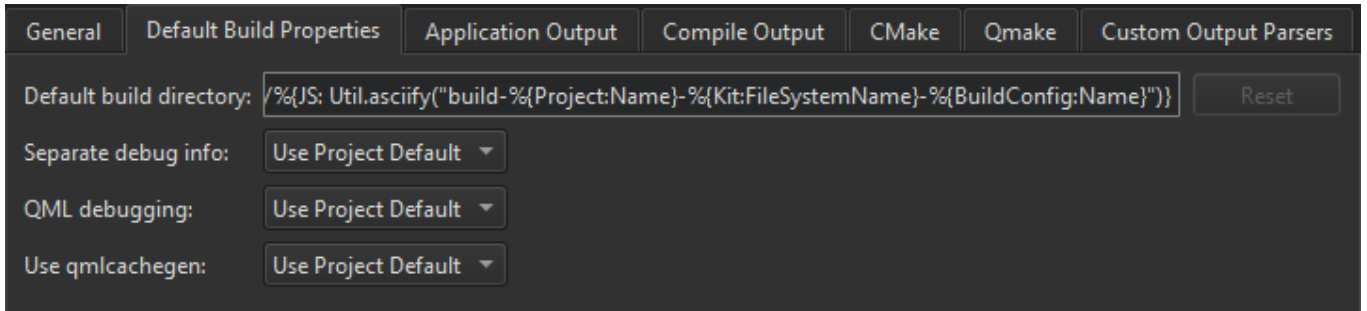 General Default Build Properties Application Output Compile Output CMake Qmake Custom Output Parsers
Default build directory: /%{JS: Util.asciify("build-%{Project:Name}-%{Kit:FileSystemName}-%{BuildConfig:Name}")} Reset
Separate debug info: Use Project Default
QML debugging: Use Project Default
Use qmlcachegen: Use Project Default